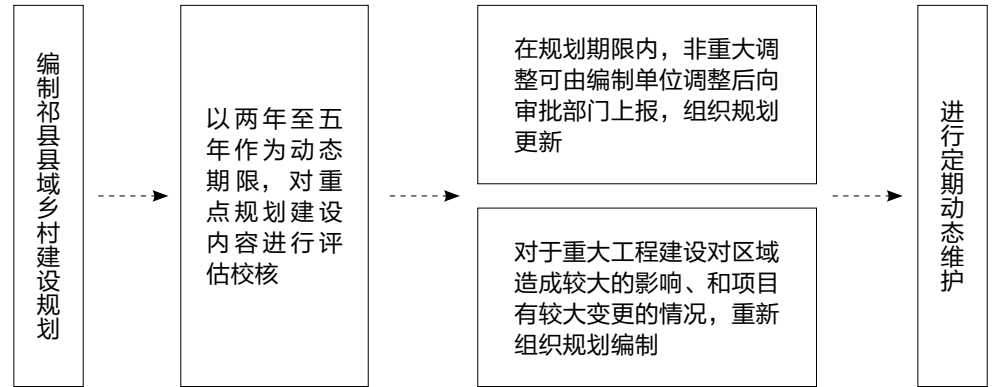 编制祁县县域乡村建设规划
以两年至五
年作为动态
期限，对重
点规划建设
内容进行评
估校核
在规划期限内，非重大调
整可由编制单位调整后向
审批部门上报，组织规划
更新
对于重大工程建设对区域
造成较大的影响、和项目
有较大变更的情况，重新
组织规划编制
进行定期动态维护